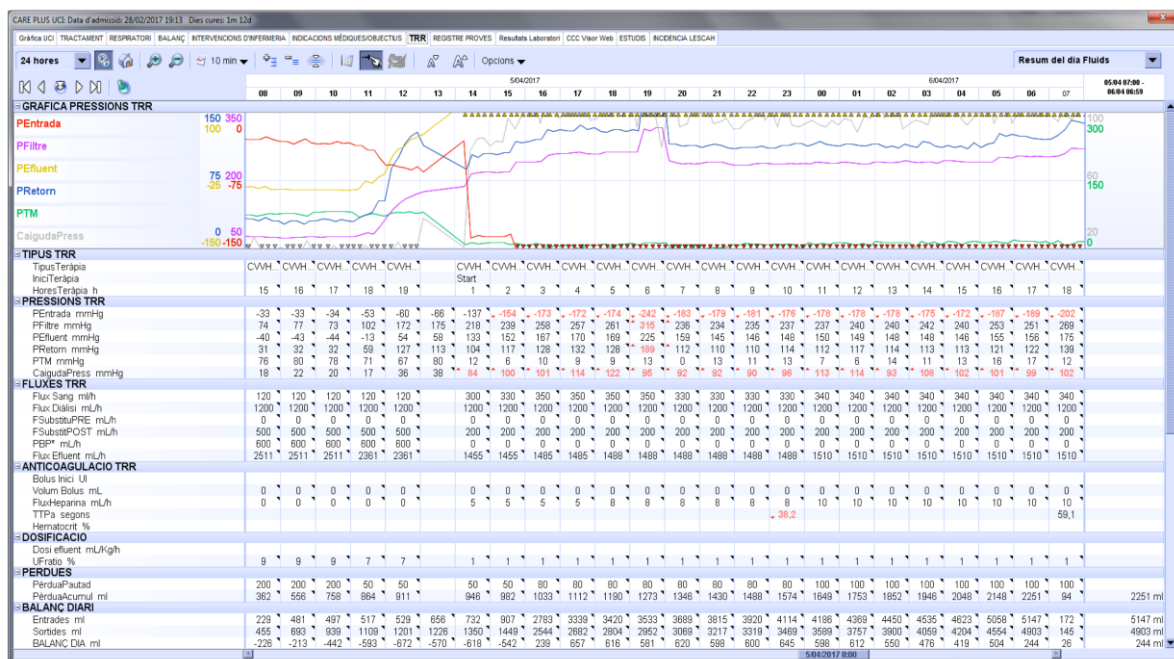 CARE PLUS UCI: Data d'admissió: 28/02/2017 19:13 Dies cures: 1m 12d
Gràfica UCI TRACTAMENT RESPIRATORI BALANÇ INTERVENCIONS D'INFERMERIA INDICACIONS MÈDIQUES/OBJECTIUS TRR REGISTRE PROVES Resultats Laboratori CCC Visor Web ESTUDIS INCIDENCIA LESCAH
24 hores 10 min Opcions Resum del dia Fluids
5/04/2017 6/04/2017 05/04 07:00 -
08 09 10 11 12 13 14 15 16 17 18 19 20 21 22 23 00 01 02 03 04 05 06 07 06/04 06:59
GRAFICA PRESSIONS TRR
PEntrada 150 350 100
100 0 300
PFiltre
PEfluent
75 200 60
-25 -75 150
PRetorn
PTM
0 50 20
CaigudaPress -150 -150 0
TIPUS TRR
TipusTeràpia CVVH... CVVH... CVVH... CVVH... CVVH... CVVH... CVVH... CVVH... CVVH... CVVH... CVVH... CVVH... CVVH... CVVH... CVVH... CVVH... CVVH... CVVH... CVVH... CVVH... CVVH... CVVH... CVVH...
IniciTeràpia Start
HoresTeràpia h 15 16 17 18 19 1 2 3 4 5 6 7 8 9 10 11 12 13 14 15 16 17 18
PRESSIONS TRR
PEntrada mmHg -33 -33 -34 -53 -60 -66 -137 -154 -173 -172 -174 -242 -183 -179 -181 -176 -178 -178 -178 -175 -172 -187 -189 -202
PFiltre mmHg 74 77 73 102 172 175 218 239 258 257 261 315 236 234 235 237 237 240 240 242 240 253 251 269
PEfluent mmHg -40 -43 -44 -13 54 58 133 152 167 170 169 225 159 145 146 148 150 149 148 148 146 155 156 175
PRetorn mmHg 31 32 32 59 127 113 104 117 128 132 128 189 112 110 110 114 112 117 114 113 113 121 122 139
PTM mmHg 76 80 78 71 67 80 12 6 10 9 9 13 0 13 11 13 7 6 14 11 13 16 17 12
CaigudaPress mmHg 18 22 20 17 36 38 84 100 101 114 122 95 92 92 90 96 113 114 93 108 102 101 99 102
FLUXES TRR
Flux Sang ml/h 120 120 120 120 120 300 330 350 350 350 350 330 330 330 330 340 340 340 340 340 340 340 340
Flux Diàlisi mL/h 1200 1200 1200 1200 1200 1200 1200 1200 1200 1200 1200 1200 1200 1200 1200 1200 1200 1200 1200 1200 1200 1200 1200
FSubstituPRE mL/h 0 0 0 0 0 0 0 0 0 0 0 0 0 0 0 0 0 0 0 0 0 0 0
FSubstitPOST mL/h 500 500 500 500 500 200 200 200 200 200 200 200 200 200 200 200 200 200 200 200 200 200 200
PBP* mL/h 600 600 600 600 600 0 0 0 0 0 0 0 0 0 0 0 0 0 0 0 0 0 0
Flux Efluent mL/h 2511 2511 2511 2361 2361 1455 1455 1485 1485 1488 1488 1488 1488 1488 1488 1510 1510 1510 1510 1510 1510 1510 1510
ANTICOAGULACIO TRR
Bolus Inici UI
Volum Bolus mL 0 0 0 0 0 0 0 0 0 0 0 0 0 0 0 0 0 0 0 0 0 0 0
FluxHeparina mL/h 0 0 0 0 0 5 5 5 5 8 8 8 8 8 8 10 10 10 10 10 10 10 10
TTPa segons 38,2 59,1
Hematocrit %
DOSIFICACIO
Dosi efluent mL/Kg/h
UFratio % 9 9 9 7 7 1 1 1 1 1 1 1 1 1 1 1 1 1 1 1 1 1 1
PERDUES
PèrduaPautad 200 200 200 50 50 50 50 80 80 80 80 80 80 80 80 100 100 100 100 100 100 100 100
PèrduaAcumul ml 362 556 758 864 911 946 982 1033 1112 1190 1273 1346 1430 1488 1574 1649 1753 1852 1946 2048 2148 2251 94 2251 ml
BALANÇ DIARI
Entrades ml 229 481 497 517 529 656 732 907 2783 3339 3420 3533 3689 3815 3920 4114 4186 4369 4450 4535 4623 5058 5147 172 5147 ml
Sortides ml 455 693 939 1109 1201 1226 1350 1449 2544 2682 2804 2952 3069 3217 3319 3469 3589 3757 3900 4059 4204 4554 4903 145 4903 ml
BALANÇ DIA ml -226 -213 -442 -593 -672 -570 -618 -542 239 657 616 581 620 598 600 645 598 612 550 476 419 504 244 26 244 ml
5/04/2017 8:00